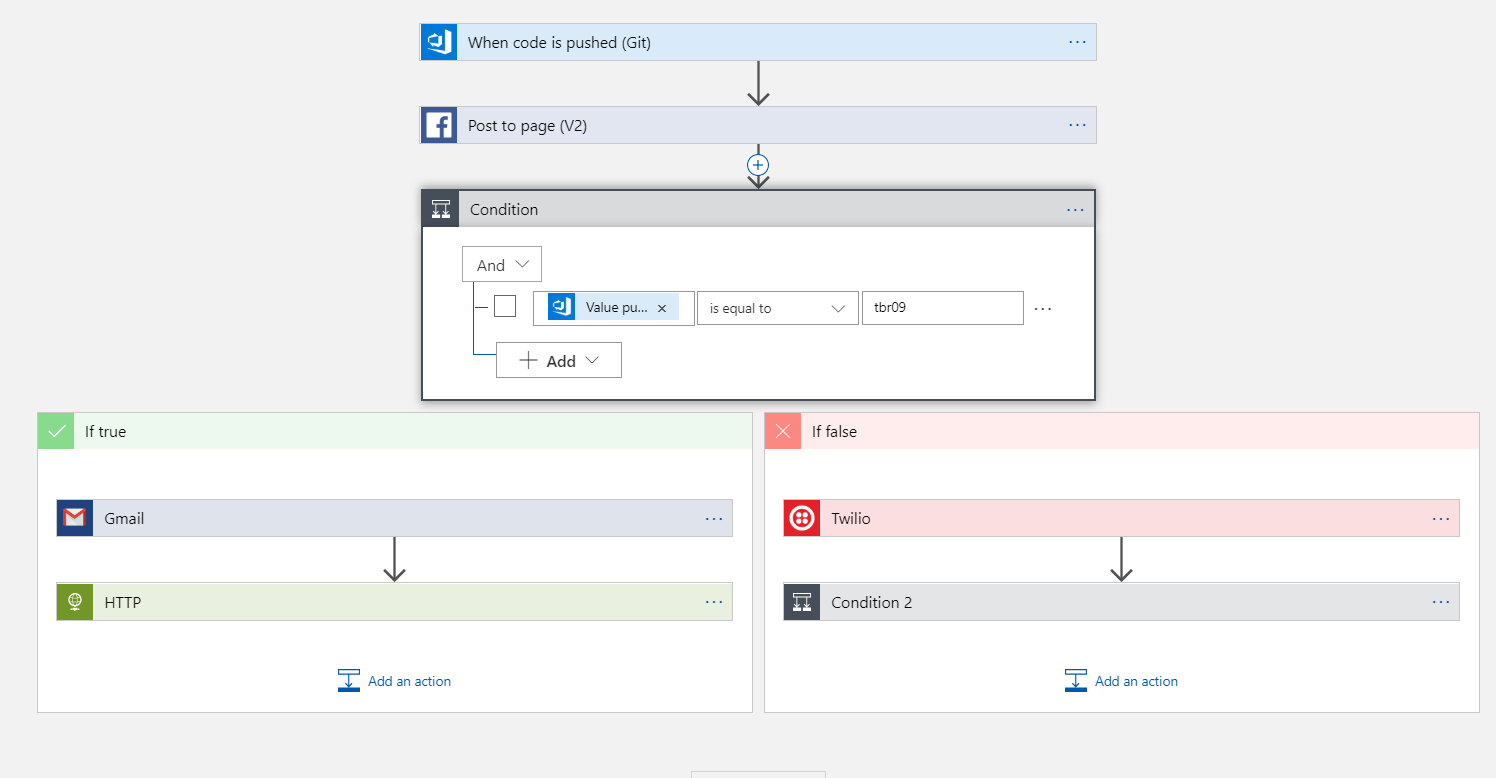 When code is pushed (Git)
Post to page (V2)
Condition
And
Value pu... is equal to tbr09
Add
If true
If false
Gmail
Twilio
HTTP
Condition 2
Add an action
Add an action